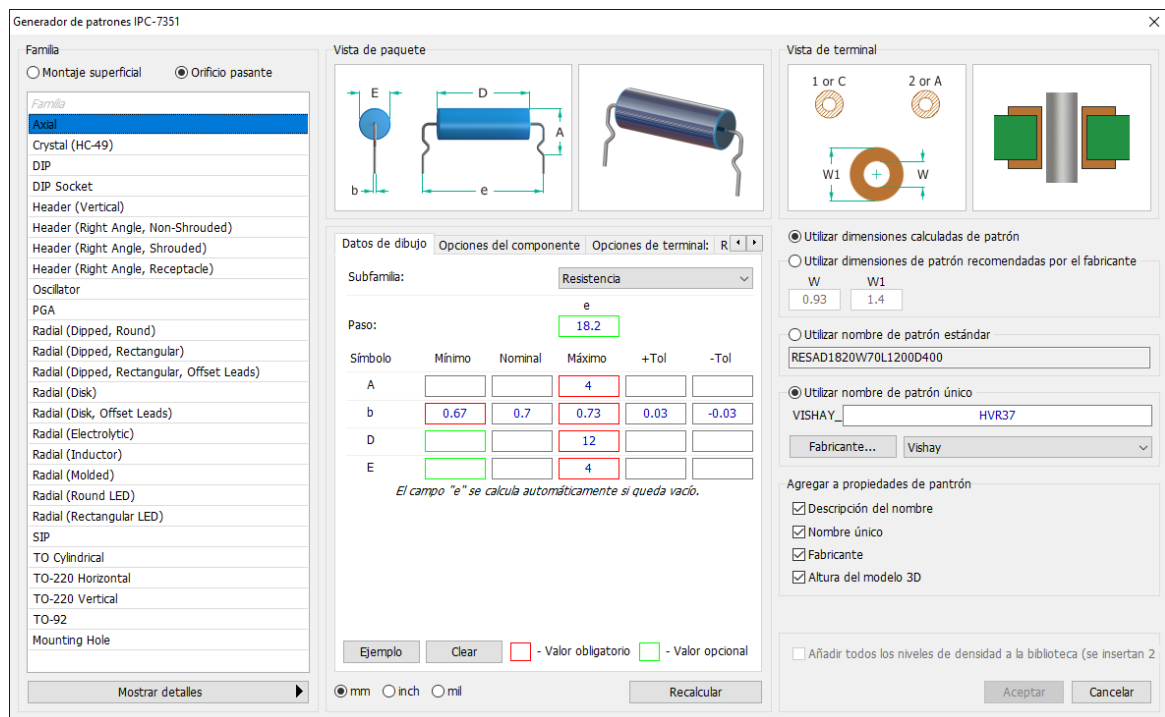 Generador de patrones IPC-7351
Familia
Montaje superficial
Orificio pasante
Familia
Axial
Crystal (HC-49)
DIP
DIP Socket
Header (Vertical)
Header (Right Angle, Non-Shrouded)
Header (Right Angle, Shrouded)
Header (Right Angle, Receptacle)
Oscillator
PGA
Radial (Dipped, Round)
Radial (Dipped, Rectangular)
Radial (Dipped, Rectangular, Offset Leads)
Radial (Disk)
Radial (Disk, Offset Leads)
Radial (Electrolytic)
Radial (Inductor)
Radial (Molded)
Radial (Round LED)
Radial (Rectangular LED)
SIP
TO Cylindrical
TO-220 Horizontal
TO-220 Vertical
TO-92
Mounting Hole
Mostrar detalles
Vista de paquete
E
D
A
b
e
Datos de dibujo
Opciones del componente
Opciones de terminal:
R
Subfamilia:
Resistencia
e
Paso:
18.2
Símbolo Mínimo Nominal Máximo +Tol -Tol
A 4
b 0.67 0.7 0.73 0.03 -0.03
D 12
E 4
El campo "e" se calcula automáticamente si queda vacío.
Ejemplo
Clear
- Valor obligatorio
- Valor opcional
mm
inch
mil
Recalcular
Vista de terminal
1 or C
2 or A
W1
W
Utilizar dimensiones calculadas de patrón
Utilizar dimensiones de patrón recomendadas por el fabricante
W W1
0.93 1.4
Utilizar nombre de patrón estándar
RESAD1820W70L1200D400
Utilizar nombre de patrón único
VISHAY_ HVR37
Fabricante...
Vishay
Agregar a propiedades de pantrón
Descripción del nombre
Nombre único
Fabricante
Altura del modelo 3D
Añadir todos los niveles de densidad a la biblioteca (se insertan 2
Aceptar
Cancelar